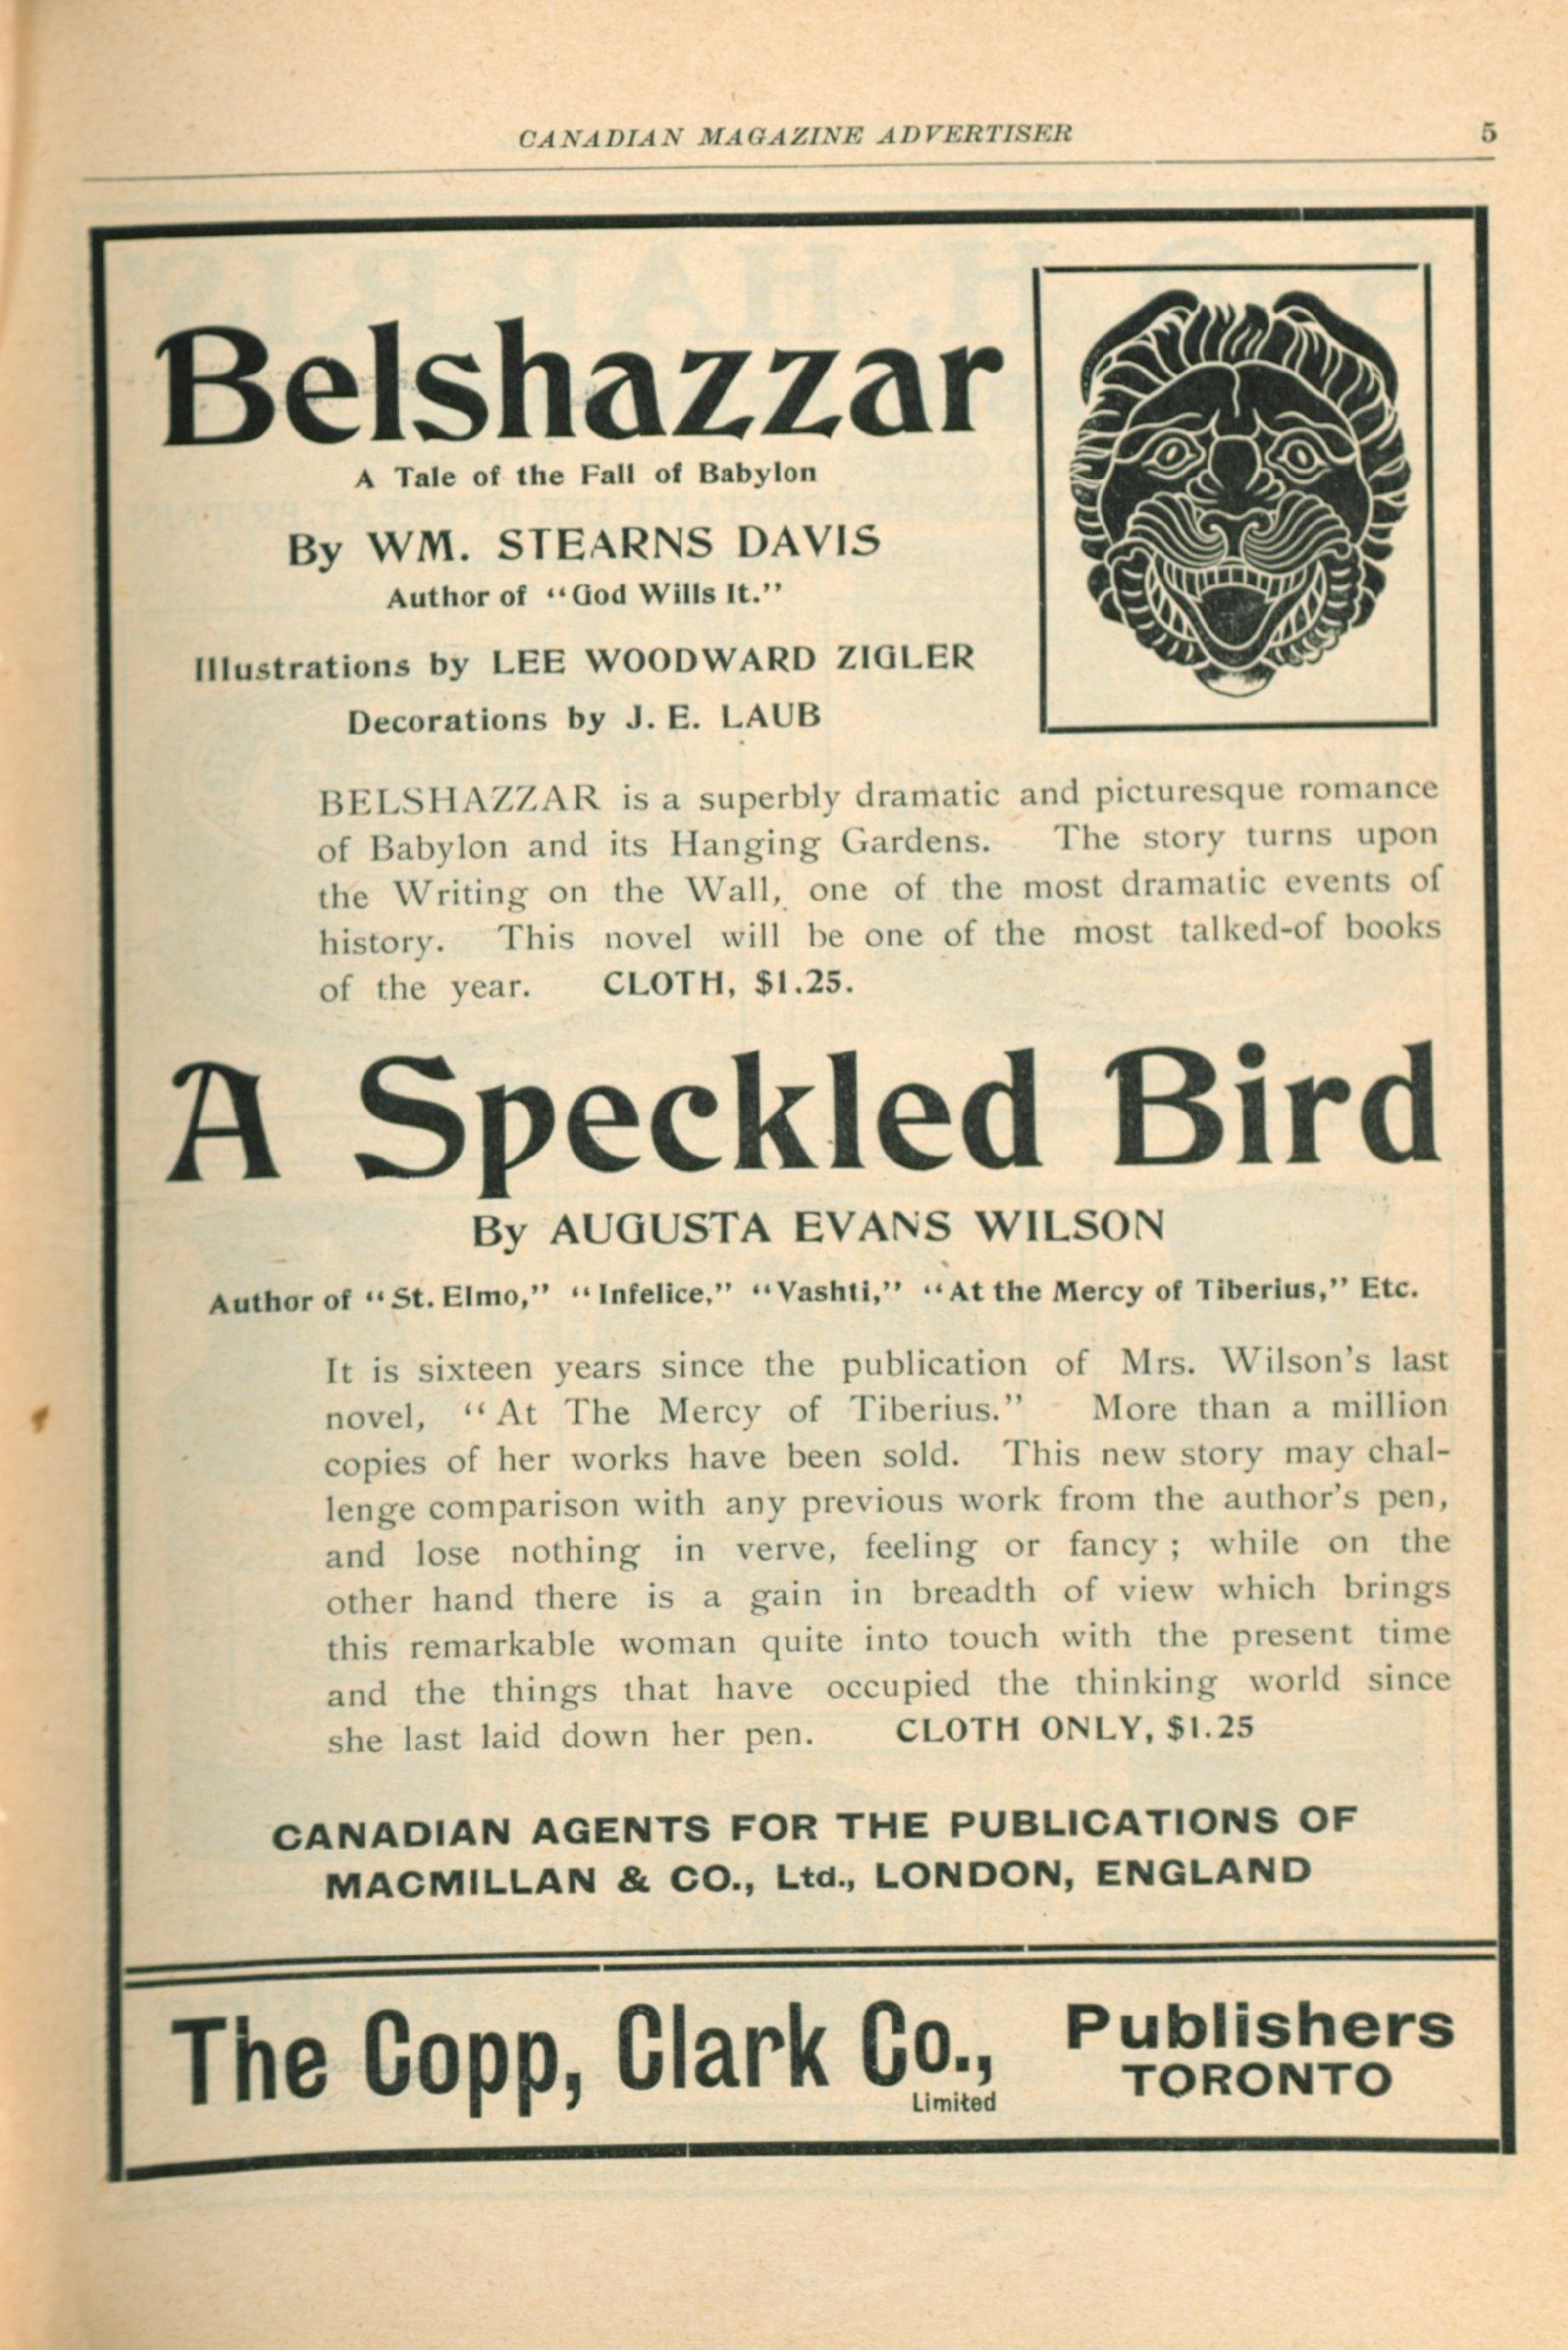 CANADIAN MAGAZINE ADVERTISER 5
Belshazzar
A Tale of the Fall of Babylon
By WM. STEARNS DAVIS
Author of “God Wills It.”
Illustrations by LEE WOODWARD ZIGLER
Decorations by J. E. LAUB
BELSHAZZAR is a superbly dramatic and picturesque romance
of Babylon and its Hanging Gardens. The story turns upon
the Writing on the Wall, one of the most dramatic events of
history. This novel will be one of the most talked-of books
of the year. CLOTH, $1.25.
A Speckled Bird
By AUGUSTA EVANS WILSON
Author of “St. Elmo,” “Infelice,” “Vashti,” “At the Mercy of Tiberius,” Etc.
It is sixteen years since the publication of Mrs. Wilson's last
novel, “At The Mercy of Tiberius.” More than a million
copies of her works have been sold. This new story may chal-
lenge comparison with any previous work from the author's pen,
and lose nothing in verve, feeling or fancy; while on the
other hand there is a gain in breadth of view which brings
this remarkable woman quite into touch with the present time
and the things that have occupied the thinking world since
she last laid down her pen. CLOTH ONLY, $1.25
CANADIAN AGENTS FOR THE PUBLICATIONS OF
MACMILLAN & CO., Ltd., LONDON, ENGLAND
The Copp, Clark Co., Limited
Publishers
TORONTO